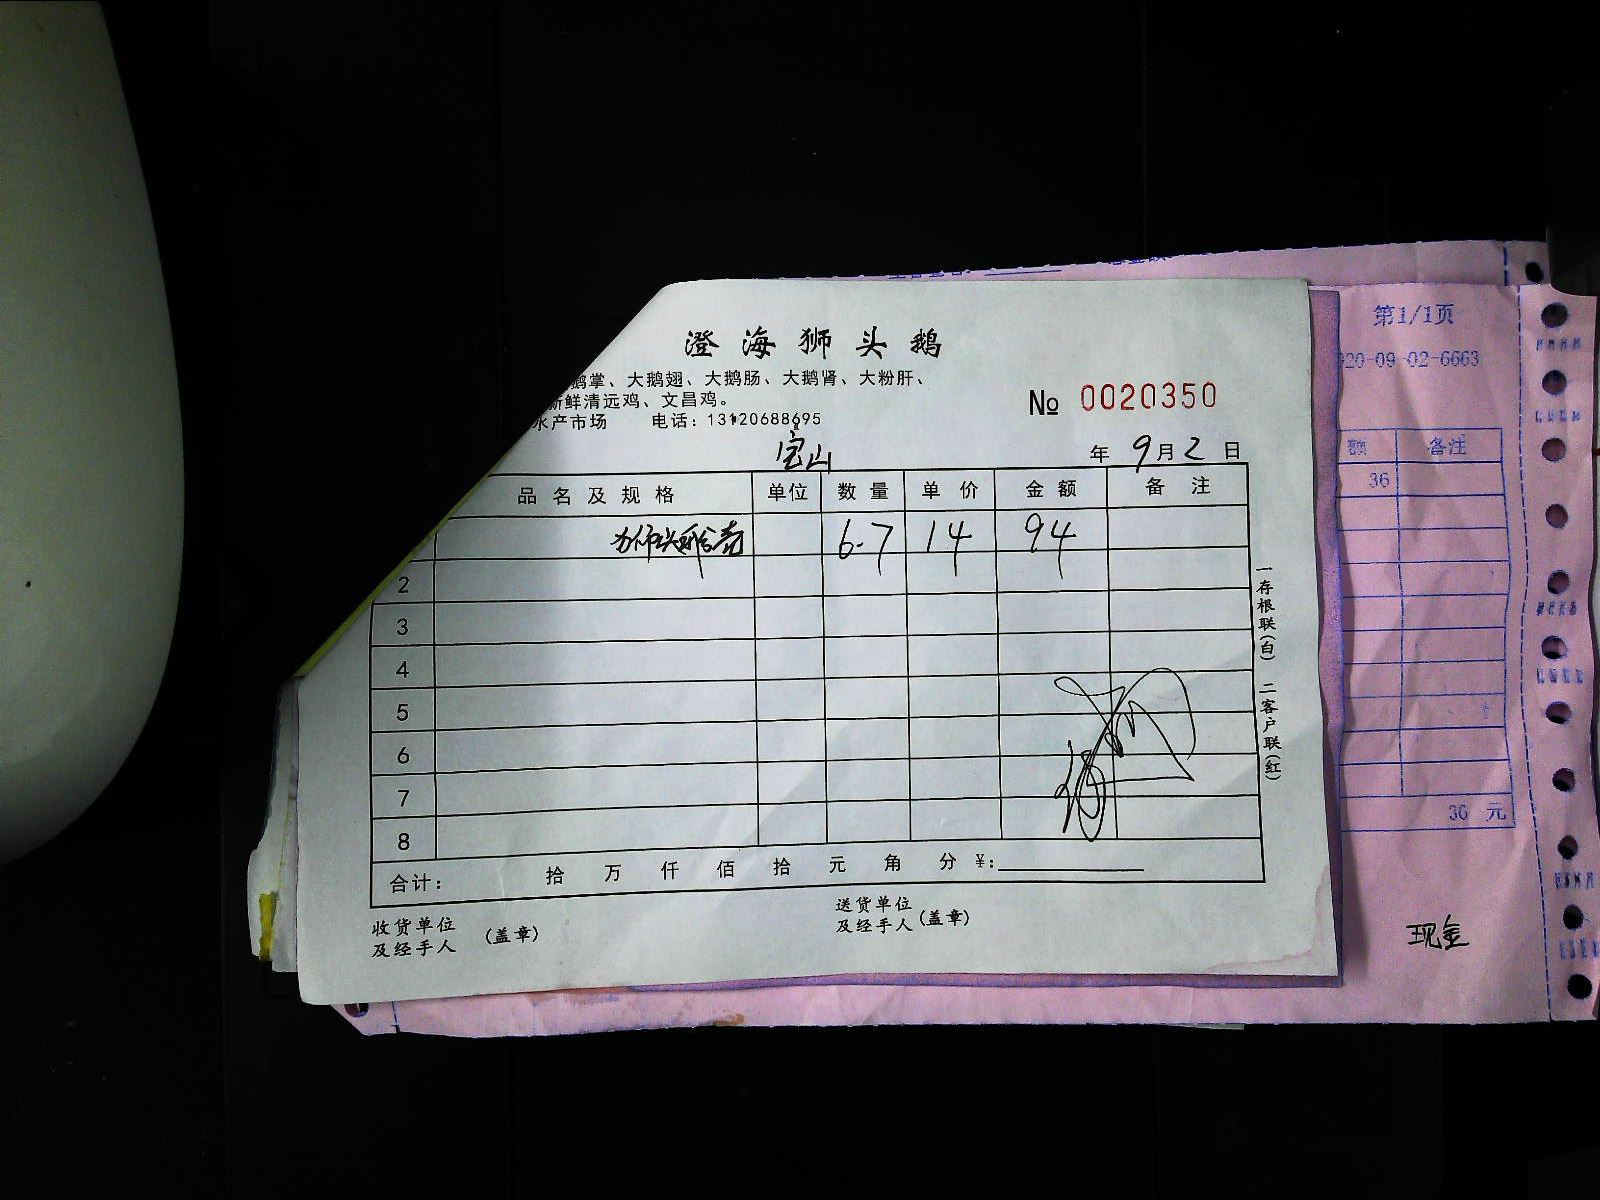 澄海狮头鹅
鹅掌、大鹅翅、大鹅肠、大鹅肾、大粉肝、
新鲜清远鸡、文昌鸡。
水产市场 电话：13120688695
№ 0020350
宝山
年 9月2日
品名及规格 单位 数量 单价 金额 备注
6.7 14 94
2
3
4
5
6
7
8
合计： 拾 万 仟 佰 拾 元 角 分 ¥:
收货单位
及经手人 (盖章)
送货单位
及经手人 (盖章)
一存根联(白) 二客户联(红)
第1/1页
20-09-02-6663
额 备注
36
36 元
现金